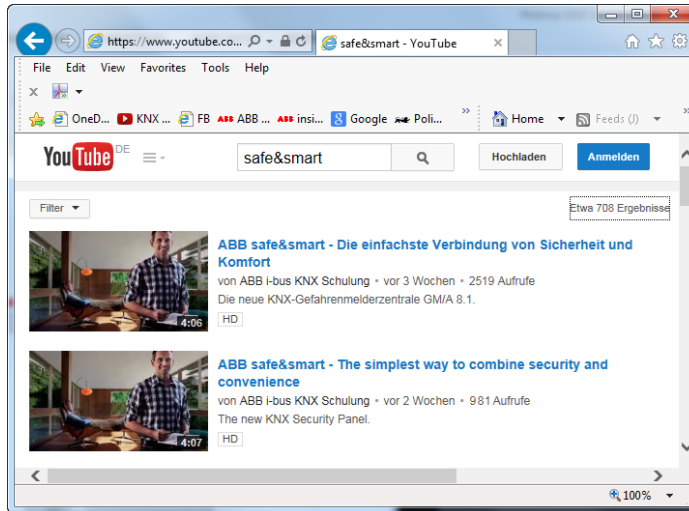 https://www.youtube.co...
safe&smart - YouTube
File Edit View Favorites Tools Help
OneD... KNX ... FB ABB ABB ... ABB insi... Google Poli... Home Feeds (J)
YouTube DE
safe&smart
Hochladen
Anmelden
Filter
Etwa 708 Ergebnisse
ABB safe&smart - Die einfachste Verbindung von Sicherheit und
Komfort
von ABB i-bus KNX Schulung • vor 3 Wochen • 2519 Aufrufe
Die neue KNX-Gefahrenmelderzentrale GM/A 8.1.
HD
4:06
ABB safe&smart - The simplest way to combine security and
convenience
von ABB i-bus KNX Schulung • vor 2 Wochen • 981 Aufrufe
The new KNX Security Panel.
HD
4:07
100%